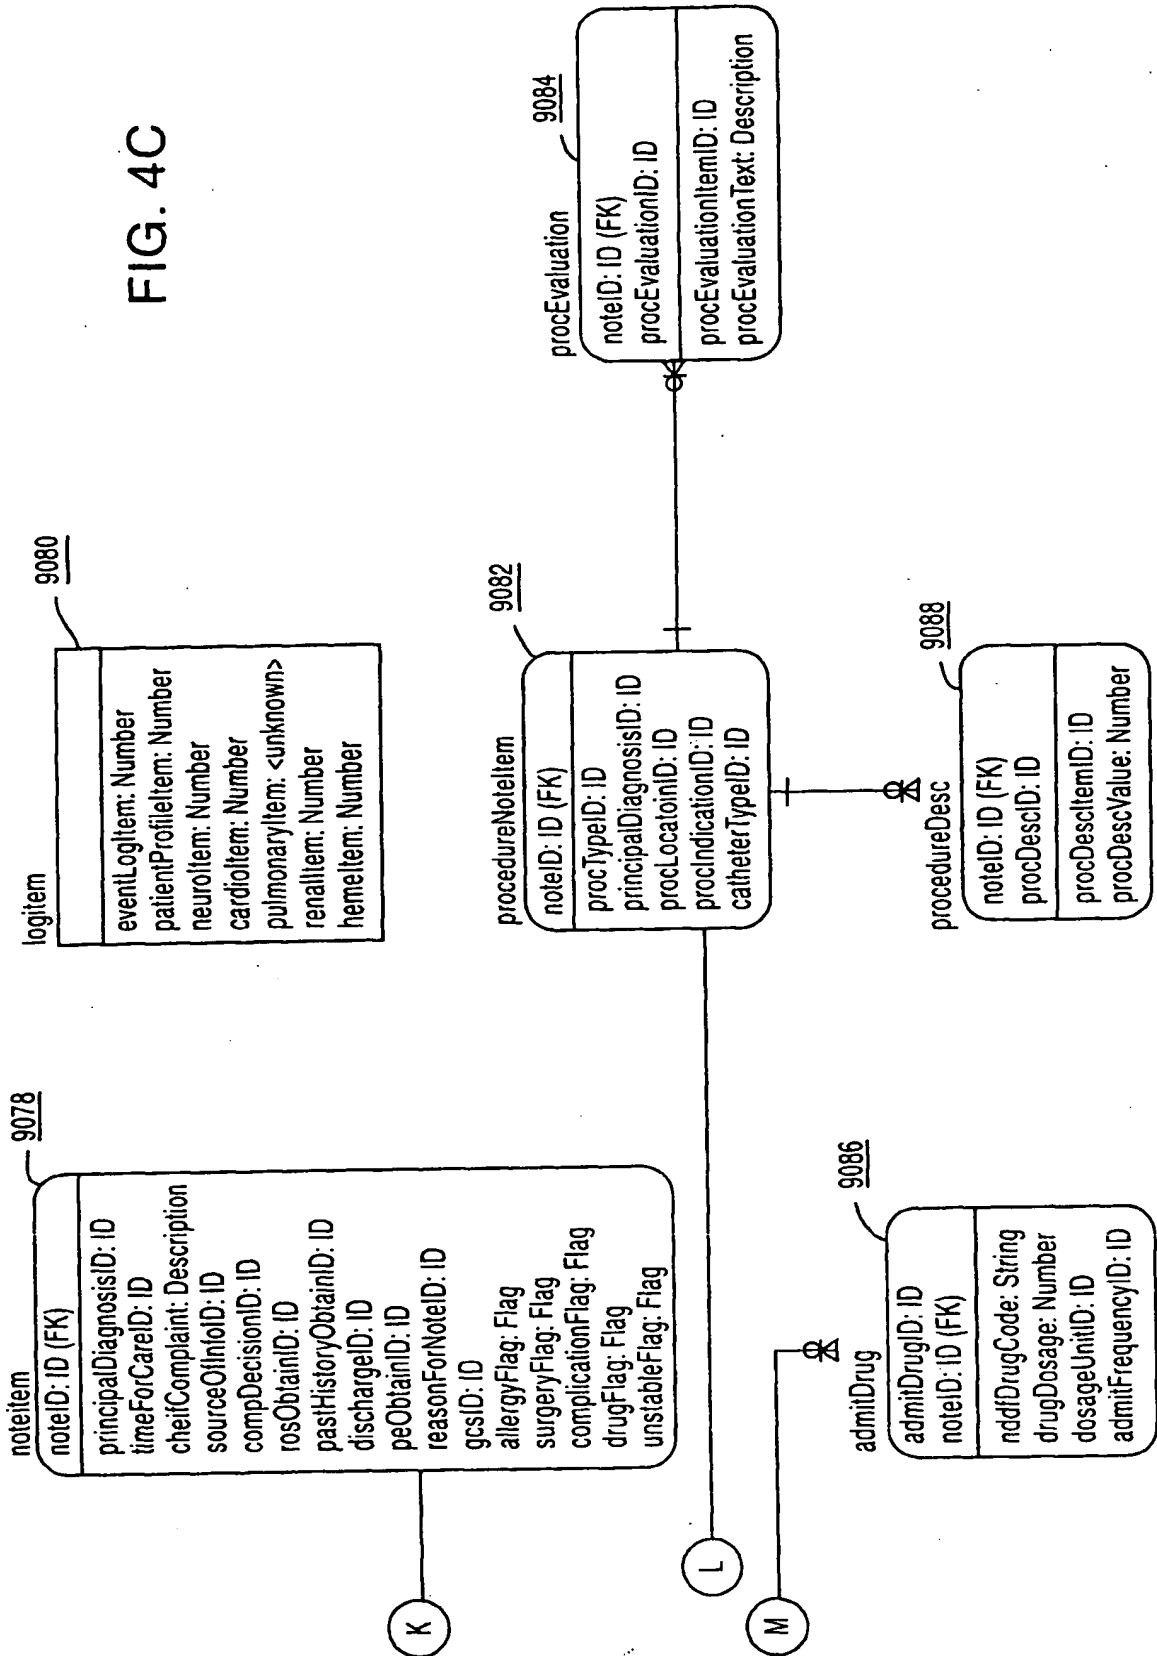 FIG. 4C
noteitem
9078
noteID: ID (FK)
principalDiagnosisID: ID
timeForCareID: ID
cheifComplaint: Description
sourceOfInfoID: ID
compDecisionID: ID
rosObtainID: ID
pastHistoryObtainID: ID
dischargeID: ID
peObtainID: ID
reasonForNoteID: ID
gcsID: ID
allergyFlag: Flag
surgeryFlag: Flag
complicationFlag: Flag
drugFlag: Flag
unstableFlag: Flag
K
logitem
9080
eventLogItem: Number
patientProfileItem: Number
neuroItem: Number
cardioItem: Number
pulmonaryItem: <unknown>
renalItem: Number
hemeItem: Number
procedureNoteItem
9082
noteID: ID (FK)
procTypeID: ID
principalDiagnosisID: ID
procLocatoinID: ID
procIndicationID: ID
catheterTypeID: ID
L
procEvaluation
9084
noteID: ID (FK)
procEvaluationID: ID
procEvaluationItemID: ID
procEvaluationText: Description
M
admitDrug
9086
admitDrugID: ID
noteID: ID (FK)
nddfDrugCode: String
drugDosage: Number
dosageUnitID: ID
admitFrequencyID: ID
procedureDesc
9088
noteID: ID (FK)
procDescID: ID
procDescItemID: ID
procDescValue: Number